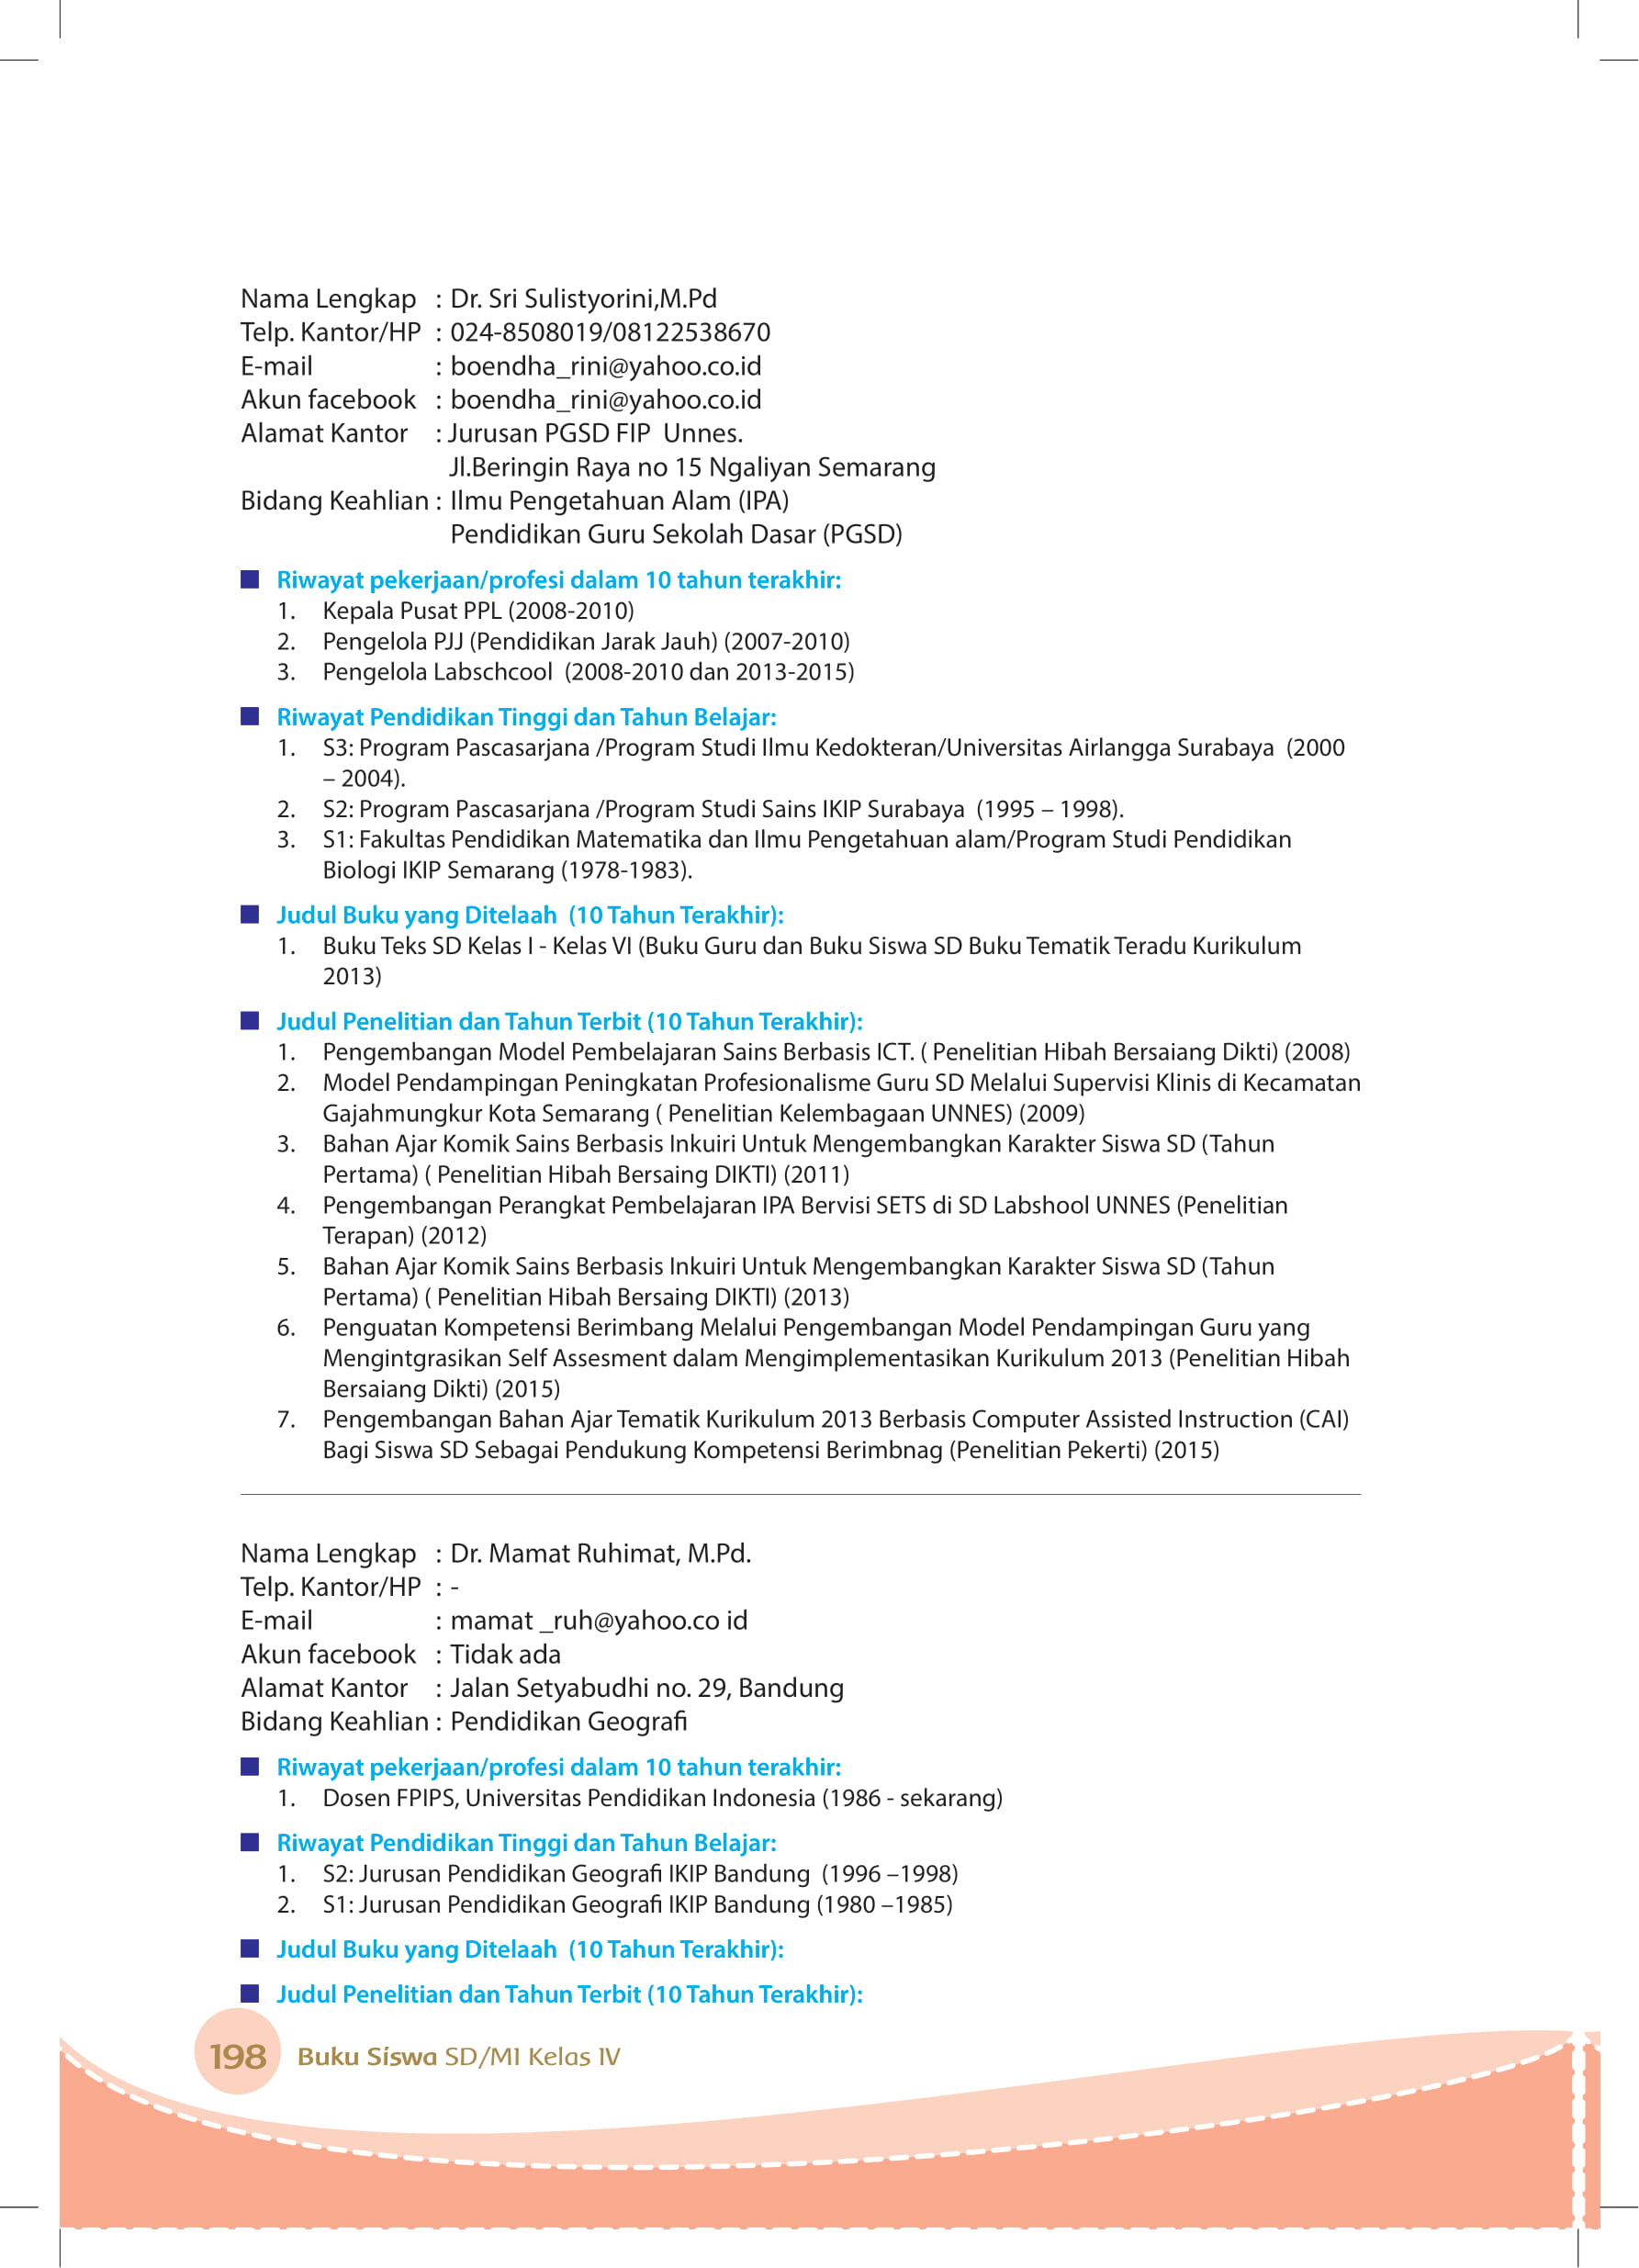 Nama Lengkap : Dr. Sri Sulistyorini,M.Pd
Telp. Kantor/HP : 024-8508019/08122538670
E-mail : boendha_rini@yahoo.co.id
Akun facebook : boendha_rini@yahoo.co.id
Alamat Kantor : Jurusan PGSD FIP Unnes.
Jl.Beringin Raya no 15 Ngaliyan Semarang
Bidang Keahlian : Ilmu Pengetahuan Alam (IPA)
Pendidikan Guru Sekolah Dasar (PGSD)
Riwayat pekerjaan/profesi dalam 10 tahun terakhir:
1. Kepala Pusat PPL (2008-2010)
2. Pengelola PJJ (Pendidikan Jarak Jauh) (2007-2010)
3. Pengelola Labschcool (2008-2010 dan 2013-2015)
Riwayat Pendidikan Tinggi dan Tahun Belajar:
1. S3: Program Pascasarjana /Program Studi Ilmu Kedokteran/Universitas Airlangga Surabaya (2000
– 2004).
2. S2: Program Pascasarjana /Program Studi Sains IKIP Surabaya (1995 – 1998).
3. S1: Fakultas Pendidikan Matematika dan Ilmu Pengetahuan alam/Program Studi Pendidikan
Biologi IKIP Semarang (1978-1983).
Judul Buku yang Ditelaah (10 Tahun Terakhir):
1. Buku Teks SD Kelas I - Kelas VI (Buku Guru dan Buku Siswa SD Buku Tematik Teradu Kurikulum
2013)
Judul Penelitian dan Tahun Terbit (10 Tahun Terakhir):
1. Pengembangan Model Pembelajaran Sains Berbasis ICT. ( Penelitian Hibah Bersaiang Dikti) (2008)
2. Model Pendampingan Peningkatan Profesionalisme Guru SD Melalui Supervisi Klinis di Kecamatan
Gajahmungkur Kota Semarang ( Penelitian Kelembagaan UNNES) (2009)
3. Bahan Ajar Komik Sains Berbasis Inkuiri Untuk Mengembangkan Karakter Siswa SD (Tahun
Pertama) ( Penelitian Hibah Bersaing DIKTI) (2011)
4. Pengembangan Perangkat Pembelajaran IPA Bervisi SETS di SD Labshool UNNES (Penelitian
Terapan) (2012)
5. Bahan Ajar Komik Sains Berbasis Inkuiri Untuk Mengembangkan Karakter Siswa SD (Tahun
Pertama) ( Penelitian Hibah Bersaing DIKTI) (2013)
6. Penguatan Kompetensi Berimbang Melalui Pengembangan Model Pendampingan Guru yang
Mengintgrasikan Self Assesment dalam Mengimplementasikan Kurikulum 2013 (Penelitian Hibah
Bersaiang Dikti) (2015)
7. Pengembangan Bahan Ajar Tematik Kurikulum 2013 Berbasis Computer Assisted Instruction (CAI)
Bagi Siswa SD Sebagai Pendukung Kompetensi Berimbnag (Penelitian Pekerti) (2015)
Nama Lengkap : Dr. Mamat Ruhimat, M.Pd.
Telp. Kantor/HP : -
E-mail : mamat _ruh@yahoo.co id
Akun facebook : Tidak ada
Alamat Kantor : Jalan Setyabudhi no. 29, Bandung
Bidang Keahlian : Pendidikan Geografi
Riwayat pekerjaan/profesi dalam 10 tahun terakhir:
1. Dosen FPIPS, Universitas Pendidikan Indonesia (1986 - sekarang)
Riwayat Pendidikan Tinggi dan Tahun Belajar:
1. S2: Jurusan Pendidikan Geografi IKIP Bandung (1996 –1998)
2. S1: Jurusan Pendidikan Geografi IKIP Bandung (1980 –1985)
Judul Buku yang Ditelaah (10 Tahun Terakhir):
Judul Penelitian dan Tahun Terbit (10 Tahun Terakhir):
198 Buku Siswa SD/MI Kelas IV